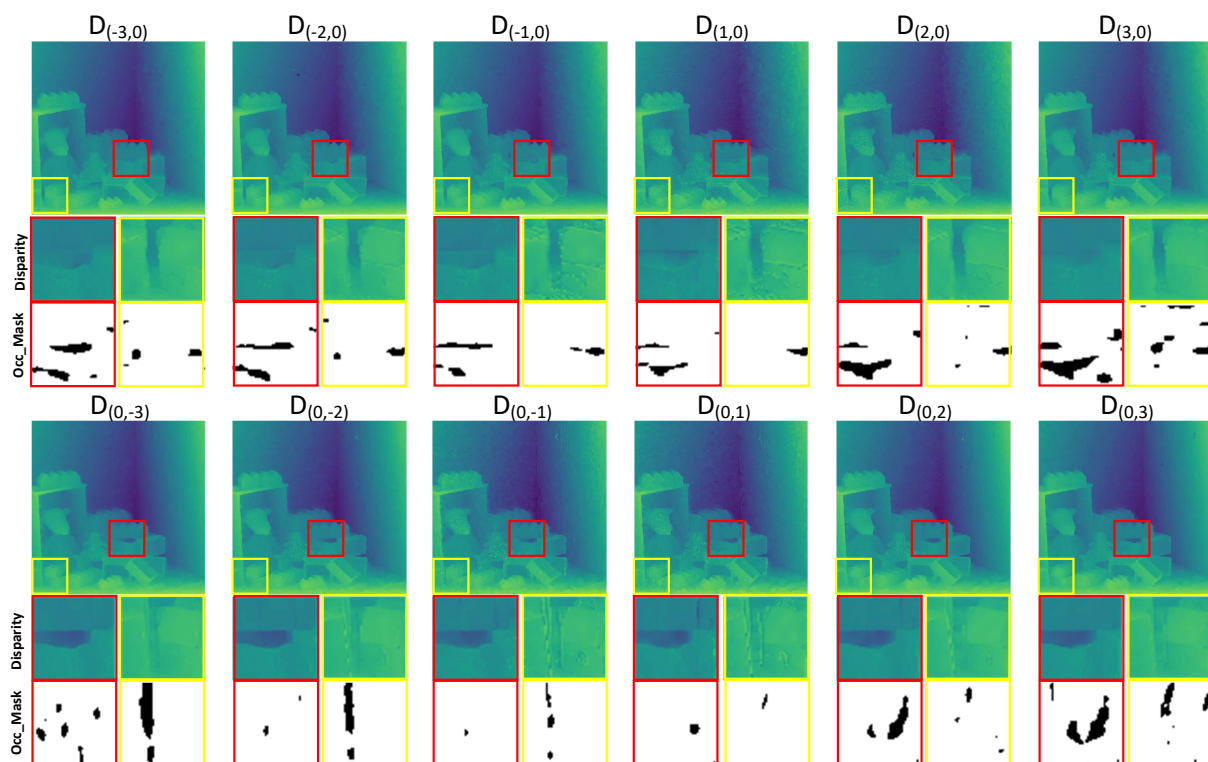 D(-3,0) D(-2,0) D(-1,0) D(1,0) D(2,0) D(3,0)
Disparity
Occ_Mask
D(0,-3) D(0,-2) D(0,-1) D(0,1) D(0,2) D(0,3)
Disparity
Occ_Mask